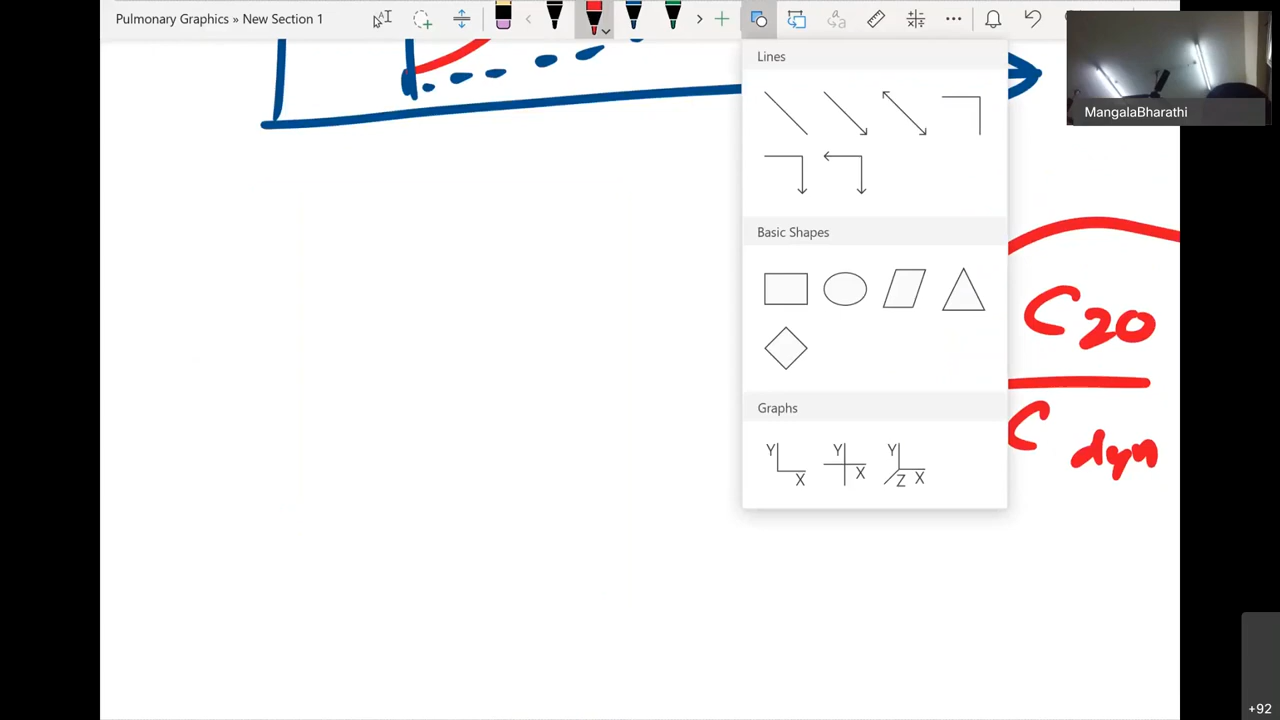 Pulmonary Graphics » New Section 1
MangalaBharathi
Lines
Basic Shapes
Graphs
Y X
Y X
Y Z X
C20
C dyn
+92